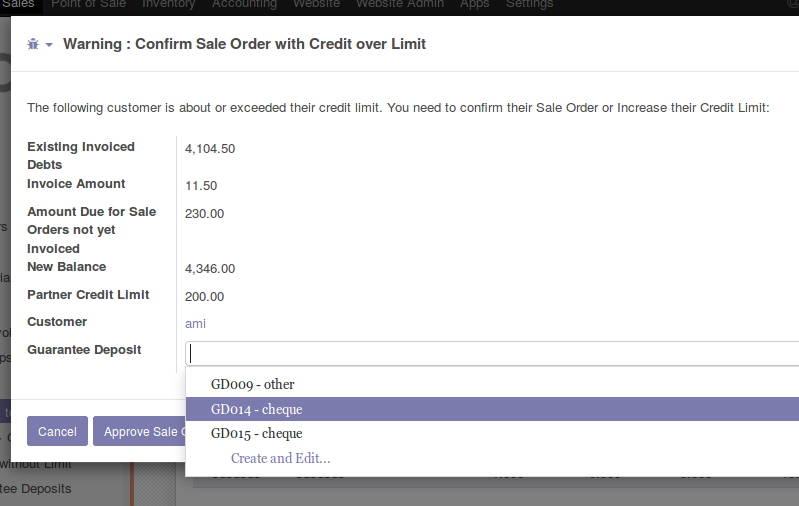 Sales Point of Sale Inventory Accounting Website Website Admin Apps Settings
Warning : Confirm Sale Order with Credit over Limit
The following customer is about or exceeded their credit limit. You need to confirm their Sale Order or Increase their Credit Limit:
Existing Invoiced
Debts
4,104.50
Invoice Amount
11.50
Amount Due for Sale
Orders not yet
Invoiced
230.00
New Balance
4,346.00
Partner Credit Limit
200.00
Customer
ami
Guarantee Deposit
GD009 - other
GD014 - cheque
GD015 - cheque
Create and Edit...
Cancel
Approve Sale
without Limit
tee Deposits